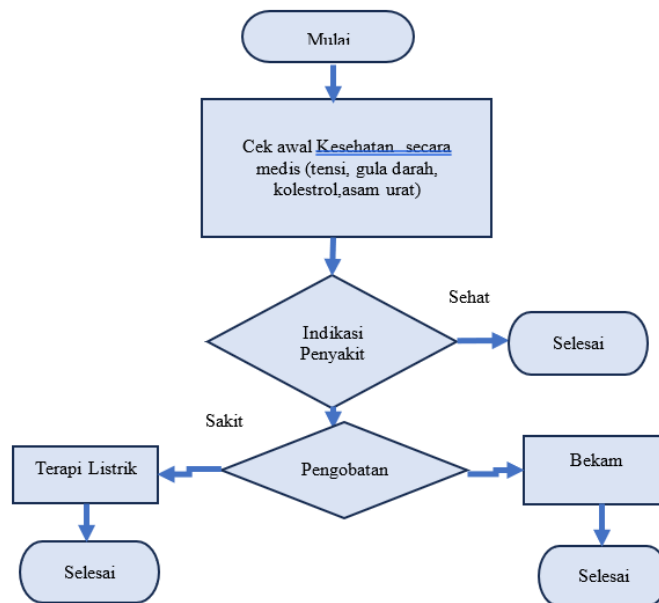 Mulai
Cek awal Kesehatan secara
medis (tensi, gula darah,
kolestrol,asam urat)
Sehat
Indikasi
Penyakit
Selesai
Sakit
Terapi Listrik
Pengobatan
Bekam
Selesai
Selesai